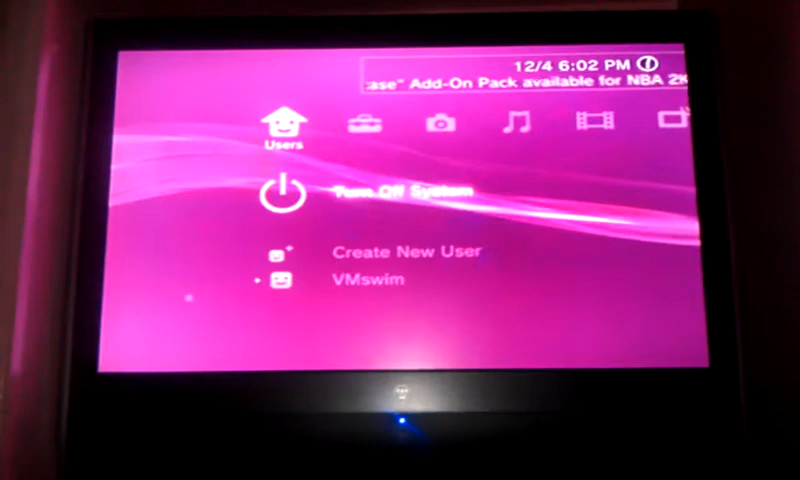 12/4 6:02 PM
ase" Add-On Pack available for NBA 2K
Users
Turn Off System
Create New User
VMswim